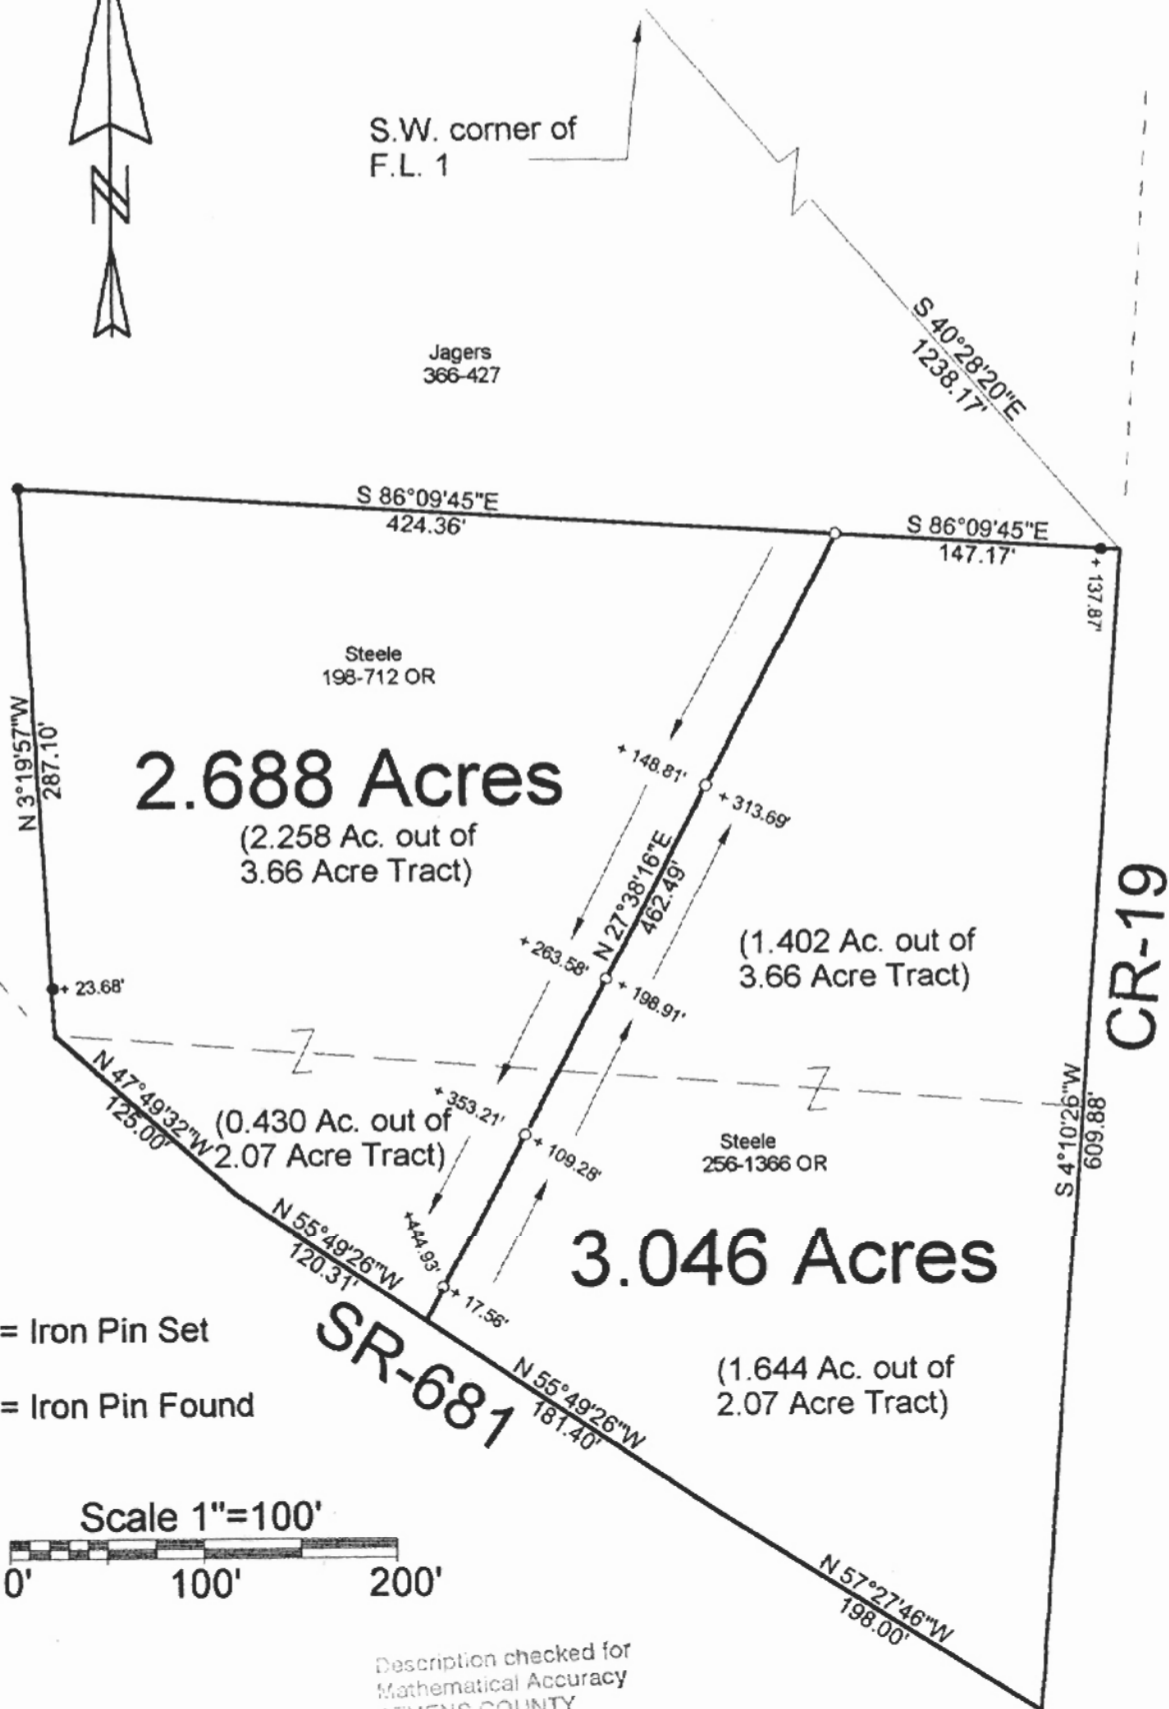 N
S.W. corner of
F.L. 1
S 40°28'20"E
1238.17'
Jagers
366-427
S 86°09'45"E
424.36'
S 86°09'45"E
147.17'
+ 137.87'
Steele
198-712 OR
N 3°19'57"W
287.10'
2.688 Acres
(2.258 Ac. out of
3.66 Acre Tract)
+ 148.81'
+ 313.69'
N 27°38'16"E
462.49'
+ 263.58'
+ 198.91'
(1.402 Ac. out of
3.66 Acre Tract)
CR-19
+ 23.68'
S 4°10'26"W
609.88'
N 47°49'32"W
125.00'
(0.430 Ac. out of
2.07 Acre Tract)
+ 353.21'
+ 109.28'
Steele
256-1366 OR
+444.93'
+ 17.56'
3.046 Acres
N 55°49'26"W
120.31'
SR-681
= Iron Pin Set
= Iron Pin Found
N 55°49'26"W
181.40'
(1.644 Ac. out of
2.07 Acre Tract)
Scale 1"=100'
0' 100' 200'
N 57°27'46"W
198.00'
Description checked for
Mathematical Accuracy
COUNTY